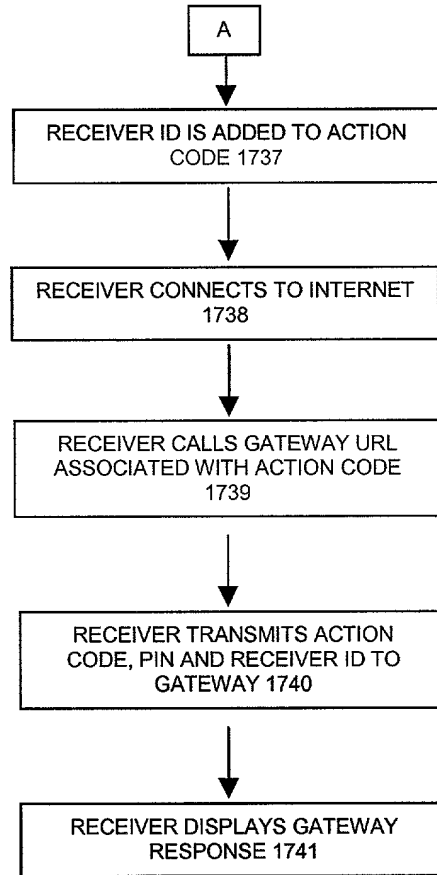 A
RECEIVER ID IS ADDED TO ACTION
CODE 1737
RECEIVER CONNECTS TO INTERNET
1738
RECEIVER CALLS GATEWAY URL
ASSOCIATED WITH ACTION CODE
1739
RECEIVER TRANSMITS ACTION
CODE, PIN AND RECEIVER ID TO
GATEWAY 1740
RECEIVER DISPLAYS GATEWAY
RESPONSE 1741